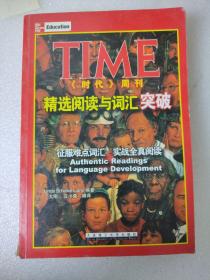 Education
TIME
《时代》周刊
精选阅读与词汇突破
征服难点词汇 实战全真阅读
Authentic Readings
for Language Development